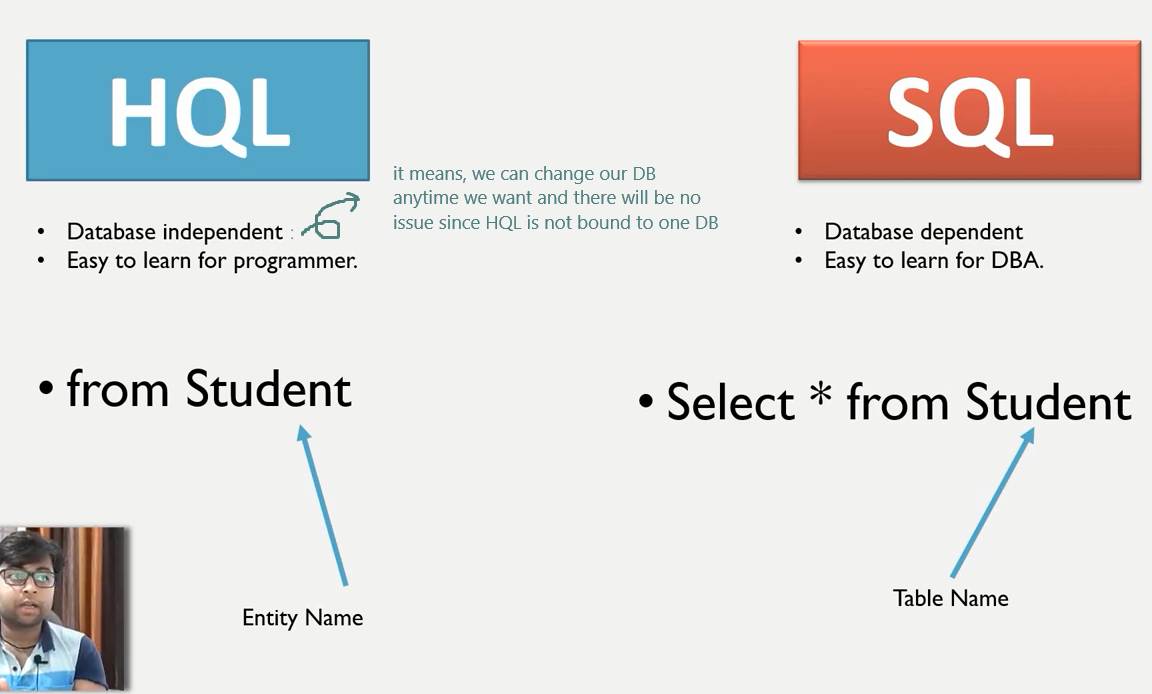 HQL
SQL
it means, we can change our DB
anytime we want and there will be no
issue since HQL is not bound to one DB
• Database independent :
• Easy to learn for programmer.
• Database dependent
• Easy to learn for DBA.
• from Student
• Select * from Student
Entity Name
Table Name